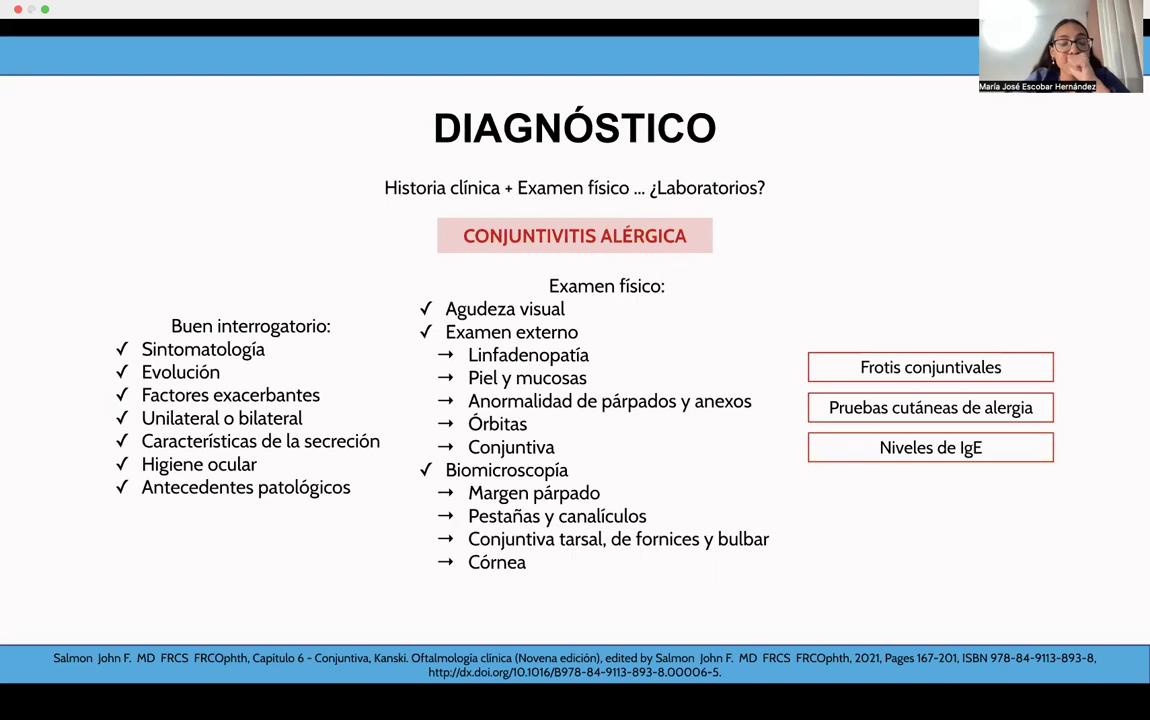 María José Escobar Hernández
DIAGNÓSTICO
Historia clínica + Examen físico ... ¿Laboratorios?
CONJUNTIVITIS ALÉRGICA
Buen interrogatorio:
✓ Sintomatología
✓ Evolución
✓ Factores exacerbantes
✓ Unilateral o bilateral
✓ Características de la secreción
✓ Higiene ocular
✓ Antecedentes patológicos
Examen físico:
✓ Agudeza visual
✓ Examen externo
→ Linfadenopatía
→ Piel y mucosas
→ Anormalidad de párpados y anexos
→ Órbitas
→ Conjuntiva
✓ Biomicroscopía
→ Margen párpado
→ Pestañas y canalículos
→ Conjuntiva tarsal, de fornices y bulbar
→ Córnea
Frotis conjuntivales
Pruebas cutáneas de alergia
Niveles de IgE
Salmon John F. MD FRCS FRCOphth, Capítulo 6 - Conjuntiva, Kanski. Oftalmología clínica (Novena edición), edited by Salmon John F. MD FRCS FRCOphth, 2021, Pages 167-201, ISBN 978-84-9113-893-8,
http://dx.doi.org/10.1016/B978-84-9113-893-8.00006-5.